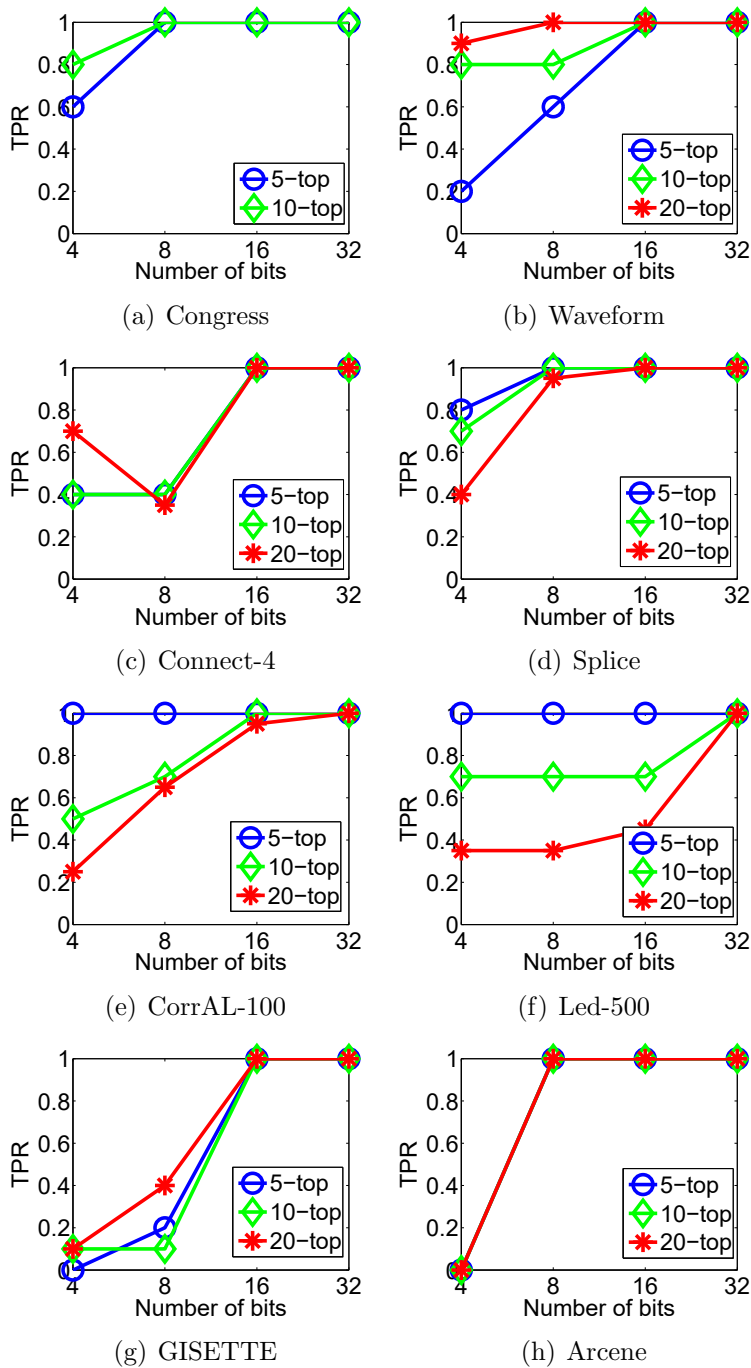 1
0.8
0.6
0.4
0.2
0
TPR
5-top
10-top
4 8 16 32
Number of bits
(a) Congress
1
0.8
0.6
0.4
0.2
0
TPR
5-top
10-top
20-top
4 8 16 32
Number of bits
(b) Waveform
1
0.8
0.6
0.4
0.2
0
TPR
5-top
10-top
20-top
4 8 16 32
Number of bits
(c) Connect-4
1
0.8
0.6
0.4
0.2
0
TPR
5-top
10-top
20-top
4 8 16 32
Number of bits
(d) Splice
0.8
0.6
0.4
0.2
0
TPR
5-top
10-top
20-top
4 8 16 32
Number of bits
(e) CorrAL-100
0.8
0.6
0.4
0.2
0
TPR
5-top
10-top
20-top
4 8 16 32
Number of bits
(f) Led-500
1
0.8
0.6
0.4
0.2
0
TPR
5-top
10-top
20-top
4 8 16 32
Number of bits
(g) GISETTE
1
0.8
0.6
0.4
0.2
0
TPR
5-top
10-top
20-top
4 8 16 32
Number of bits
(h) Arcene